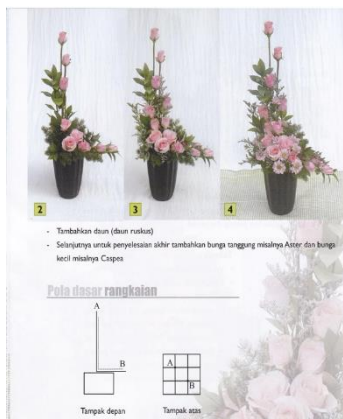 2
3
4
- Tambahkan daun (daun ruskus)
- Selanjutnya untuk penyelesaian akhir tambahkan bunga tanggung misalnya Aster dan bunga
kecil misalnya Caspea
Pola dasar rangkaian
A
B
A
B
Tampak depan
Tampak atas